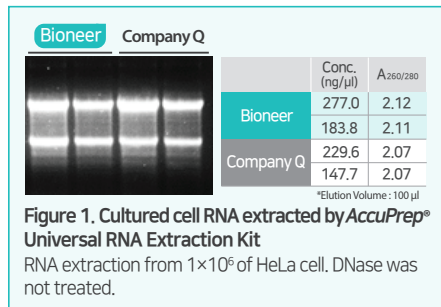 Bioneer Company Q
Conc. (ng/μl) A260/280
Bioneer 277.0 2.12
183.8 2.11
Company Q 229.6 2.07
147.7 2.07
*Elution Volume : 100 μl
Figure 1. Cultured cell RNA extracted by AccuPrep®
Universal RNA Extraction Kit
RNA extraction from 1×10⁶ of HeLa cell. DNase was
not treated.